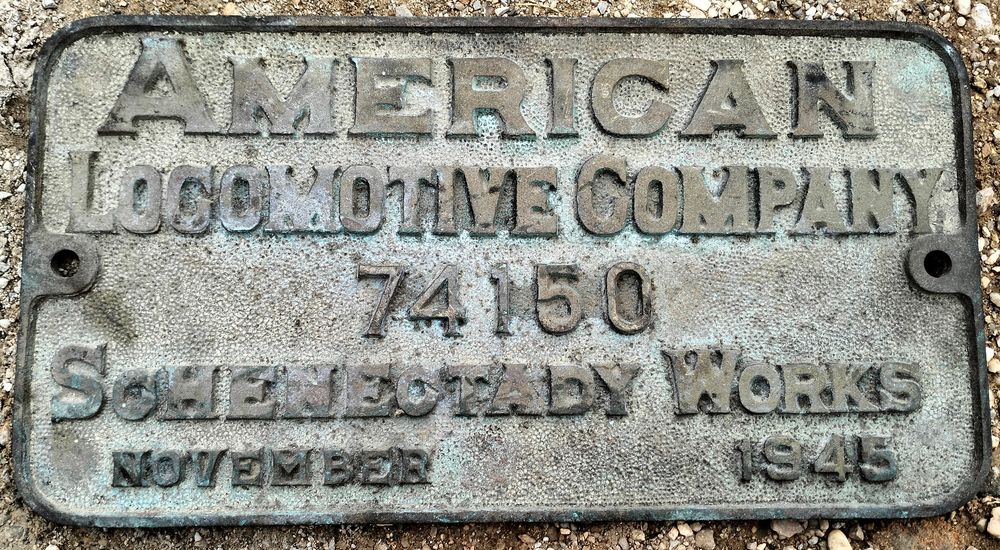 AMERICAN
LOCOMOTIVE COMPANY
74150
SCHENECTADY WORKS
NOVEMBER 1945